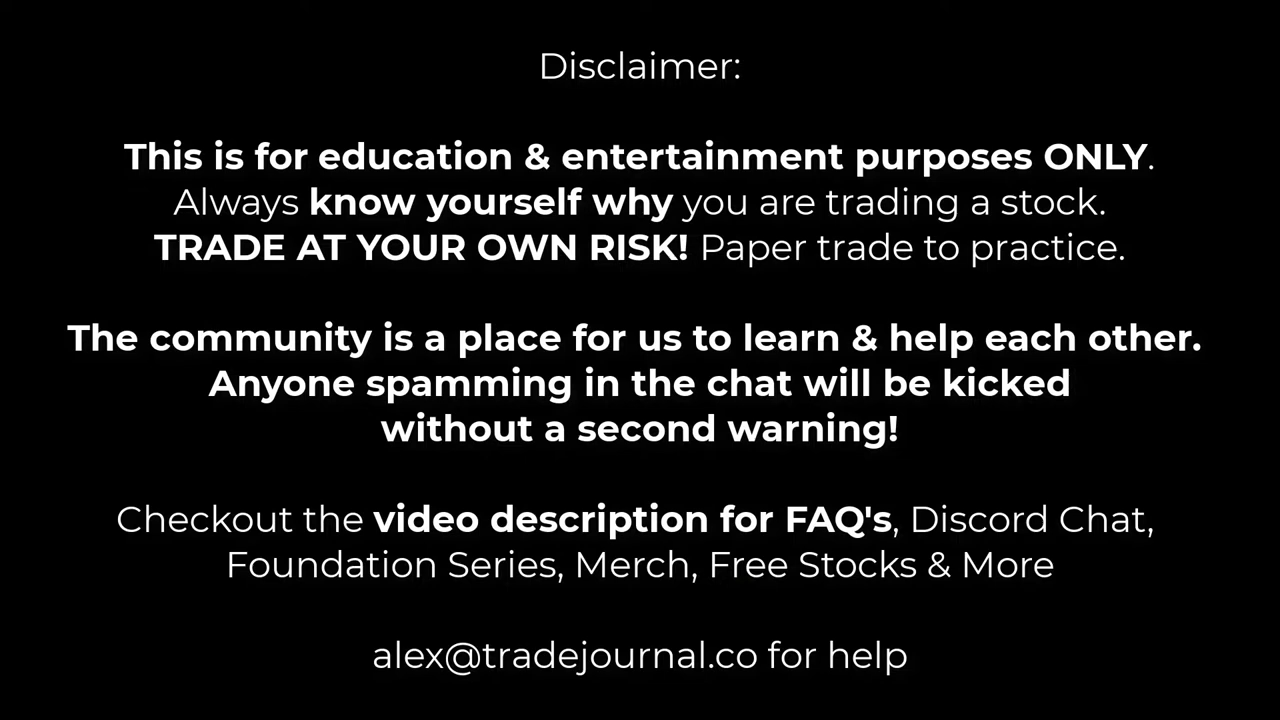 Disclaimer:
This is for education & entertainment purposes ONLY.
Always know yourself why you are trading a stock.
TRADE AT YOUR OWN RISK! Paper trade to practice.
The community is a place for us to learn & help each other.
Anyone spamming in the chat will be kicked
without a second warning!
Checkout the video description for FAQ's, Discord Chat,
Foundation Series, Merch, Free Stocks & More
alex@tradejournal.co for help